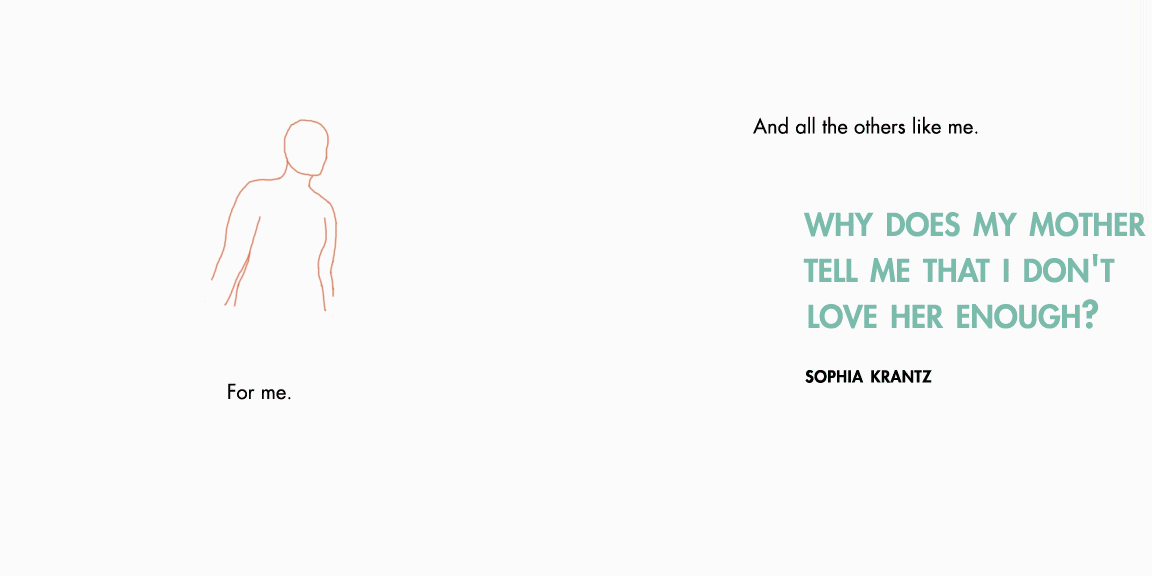 For me.
And all the others like me.
WHY DOES MY MOTHER
TELL ME THAT I DON'T
LOVE HER ENOUGH?
SOPHIA KRANTZ